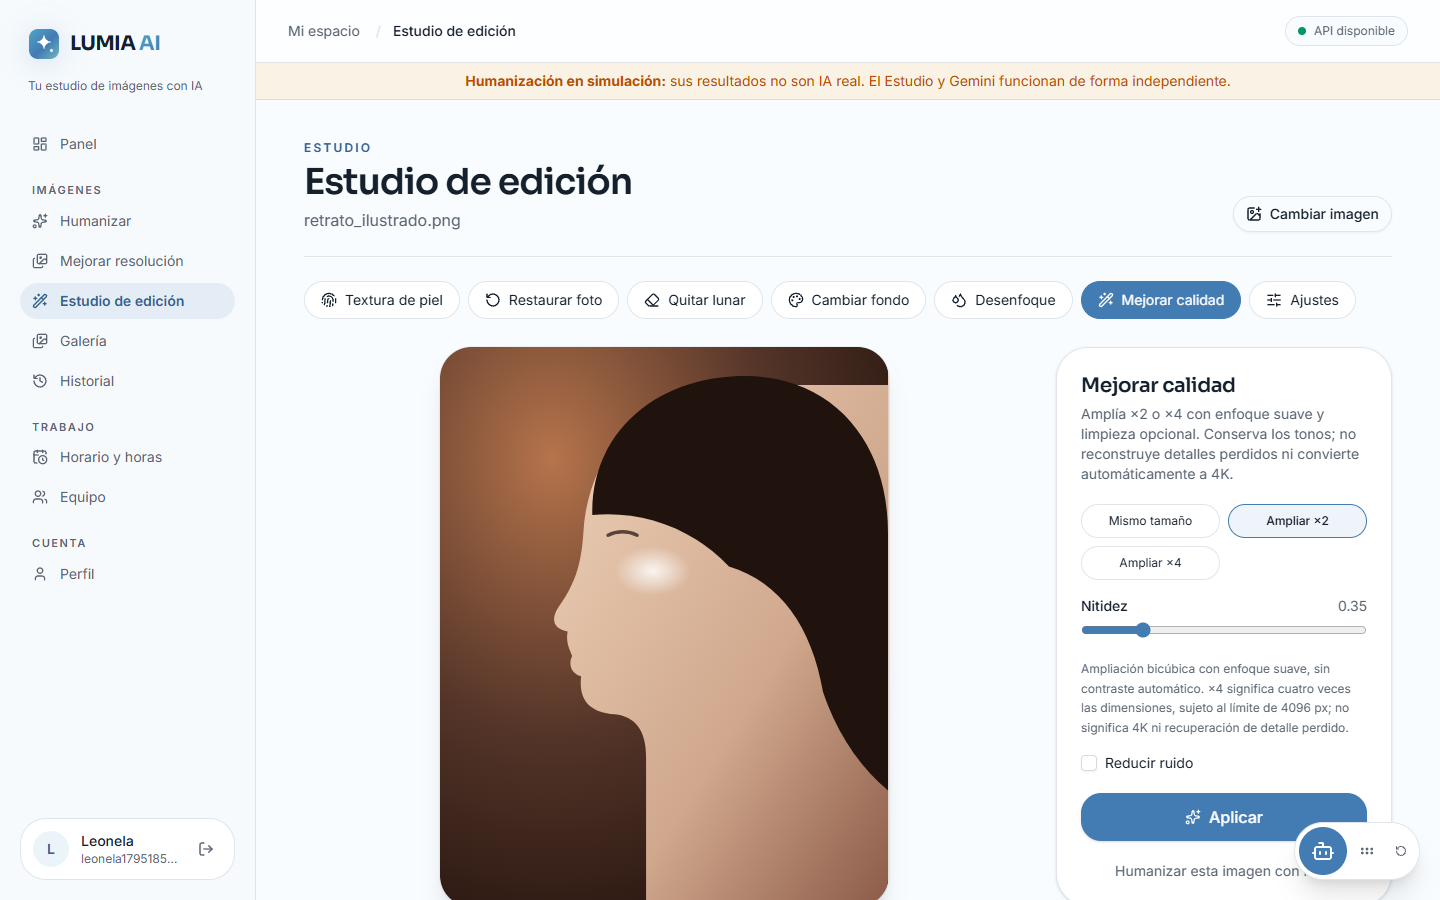 LUMIA AI
Tu estudio de imágenes con IA
Panel
IMÁGENES
Humanizar
Mejorar resolución
Estudio de edición
Galería
Historial
TRABAJO
Horario y horas
Equipo
CUENTA
Perfil
L
Leonela
leonela1795185...
Mi espacio / Estudio de edición
API disponible
Humanización en simulación: sus resultados no son IA real. El Estudio y Gemini funcionan de forma independiente.
ESTUDIO
Estudio de edición
retrato_ilustrado.png
Cambiar imagen
Textura de piel
Restaurar foto
Quitar lunar
Cambiar fondo
Desenfoque
Mejorar calidad
Ajustes
Mejorar calidad
Amplía ×2 o ×4 con enfoque suave y
limpieza opcional. Conserva los tonos; no
reconstruye detalles perdidos ni convierte
automáticamente a 4K.
Mismo tamaño
Ampliar ×2
Ampliar ×4
Nitidez 0.35
Ampliación bicúbica con enfoque suave, sin
contraste automático. ×4 significa cuatro veces
las dimensiones, sujeto al límite de 4096 px; no
significa 4K ni recuperación de detalle perdido.
Reducir ruido
Aplicar
Humanizar esta imagen con